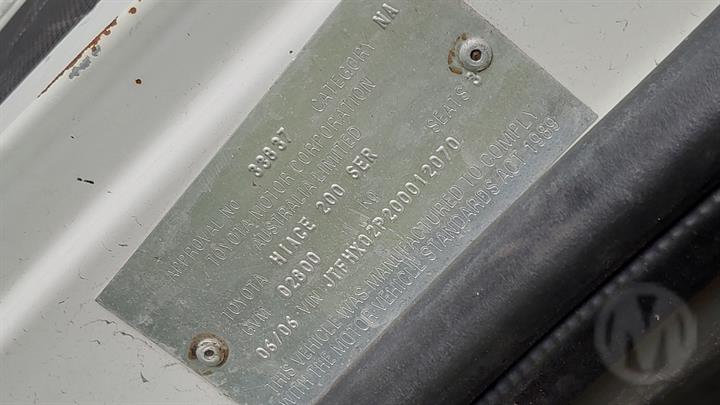 APPROVAL NO 33837 CATEGORY NA
TOYOTA MOTOR CORPORATION
AUSTRALIA LIMITED
TOYOTA HIACE 200 SER SEATS 3
GVM 02800 KG
06/06 VIN JTFHX02P200012070
THIS VEHICLE WAS MANUFACTURED TO COMPLY
WITH THE MOTOR VEHICLE STANDARDS ACT 1989
M